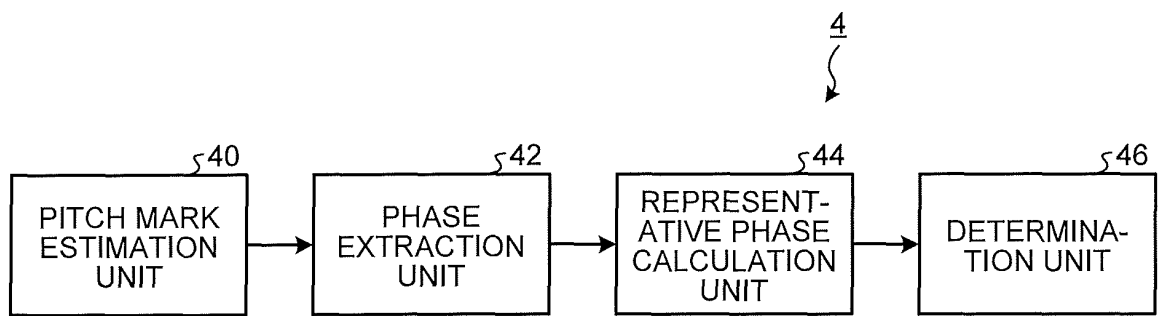 4
40
42
44
46
PITCH MARK
ESTIMATION
UNIT
PHASE
EXTRACTION
UNIT
REPRESENT-
ATIVE PHASE
CALCULATION
UNIT
DETERMINA-
TION UNIT